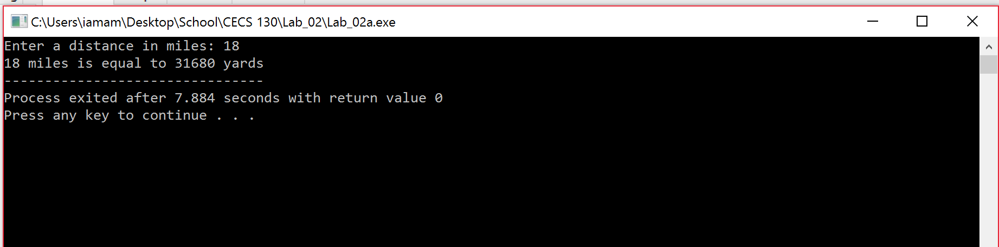 C:\Users\iamam\Desktop\School\CECS 130\Lab_02\Lab_02a.exe
Enter a distance in miles: 18
18 miles is equal to 31680 yards
--------------------------------
Process exited after 7.884 seconds with return value 0
Press any key to continue . . .